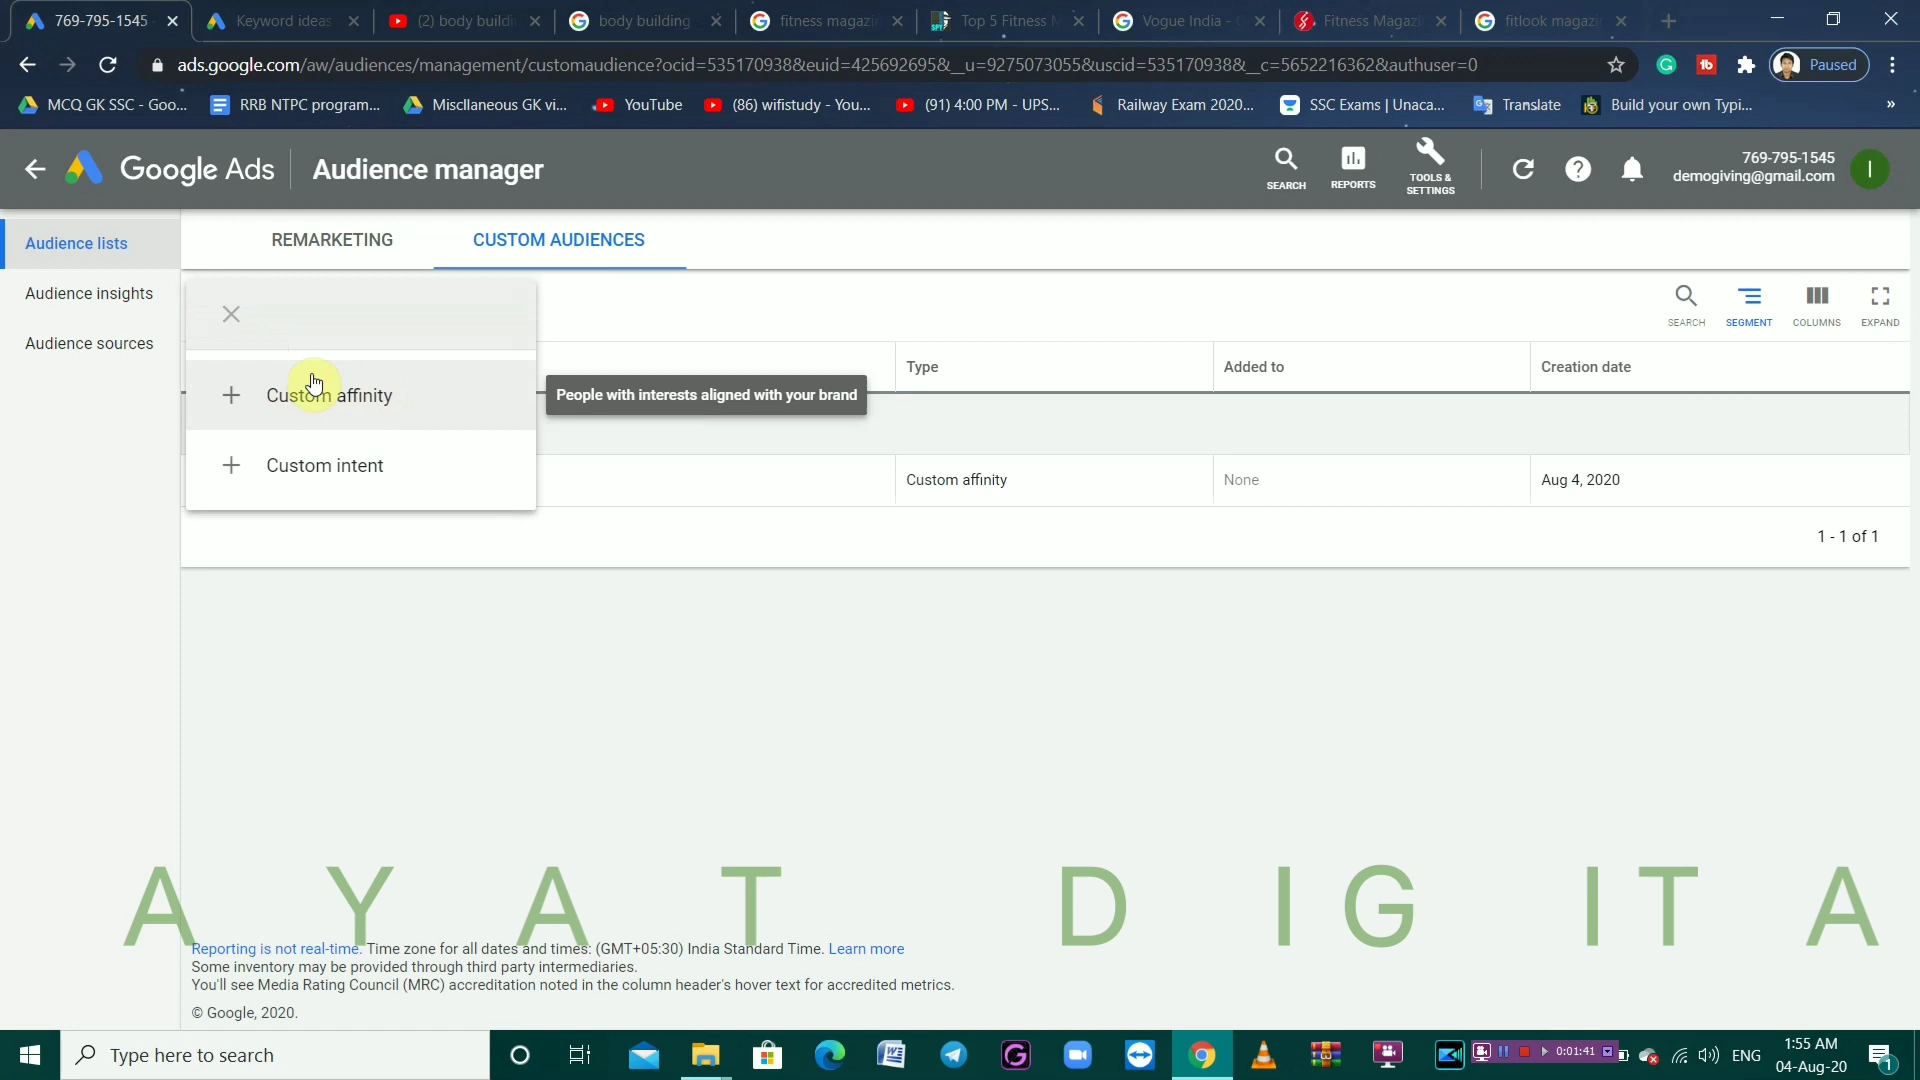 769-795-1545
Keyword ideas
(2) body buildi
body building
fitness magazi
Top 5 Fitness M
Vogue India -
Fitness Magazi
fitlook magazi
ads.google.com/aw/audiences/management/customaudience?ocid=535170938&euid=425692695&__u=9275073055&uscid=535170938&__c=5652216362&authuser=0
Paused
MCQ GK SSC - Goo...
RRB NTPC program...
Miscllaneous GK vi...
YouTube
(86) wifistudy - You...
(91) 4:00 PM - UPS...
Railway Exam 2020...
SSC Exams | Unaca...
Translate
Build your own Typi...
»
Google Ads
Audience manager
SEARCH
REPORTS
TOOLS &
SETTINGS
769-795-1545
demogiving@gmail.com
I
Audience lists
Audience insights
Audience sources
REMARKETING
CUSTOM AUDIENCES
SEARCH
SEGMENT
COLUMNS
EXPAND
Custom affinity
Custom intent
People with interests aligned with your brand
Type
Added to
Creation date
Custom affinity
None
Aug 4, 2020
1 - 1 of 1
A Y A T D I G I T A
Reporting is not real-time. Time zone for all dates and times: (GMT+05:30) India Standard Time. Learn more
Some inventory may be provided through third party intermediaries.
You'll see Media Rating Council (MRC) accreditation noted in the column header's hover text for accredited metrics.
© Google, 2020.
Type here to search
0:01:41
ENG
1:55 AM
04-Aug-20
1